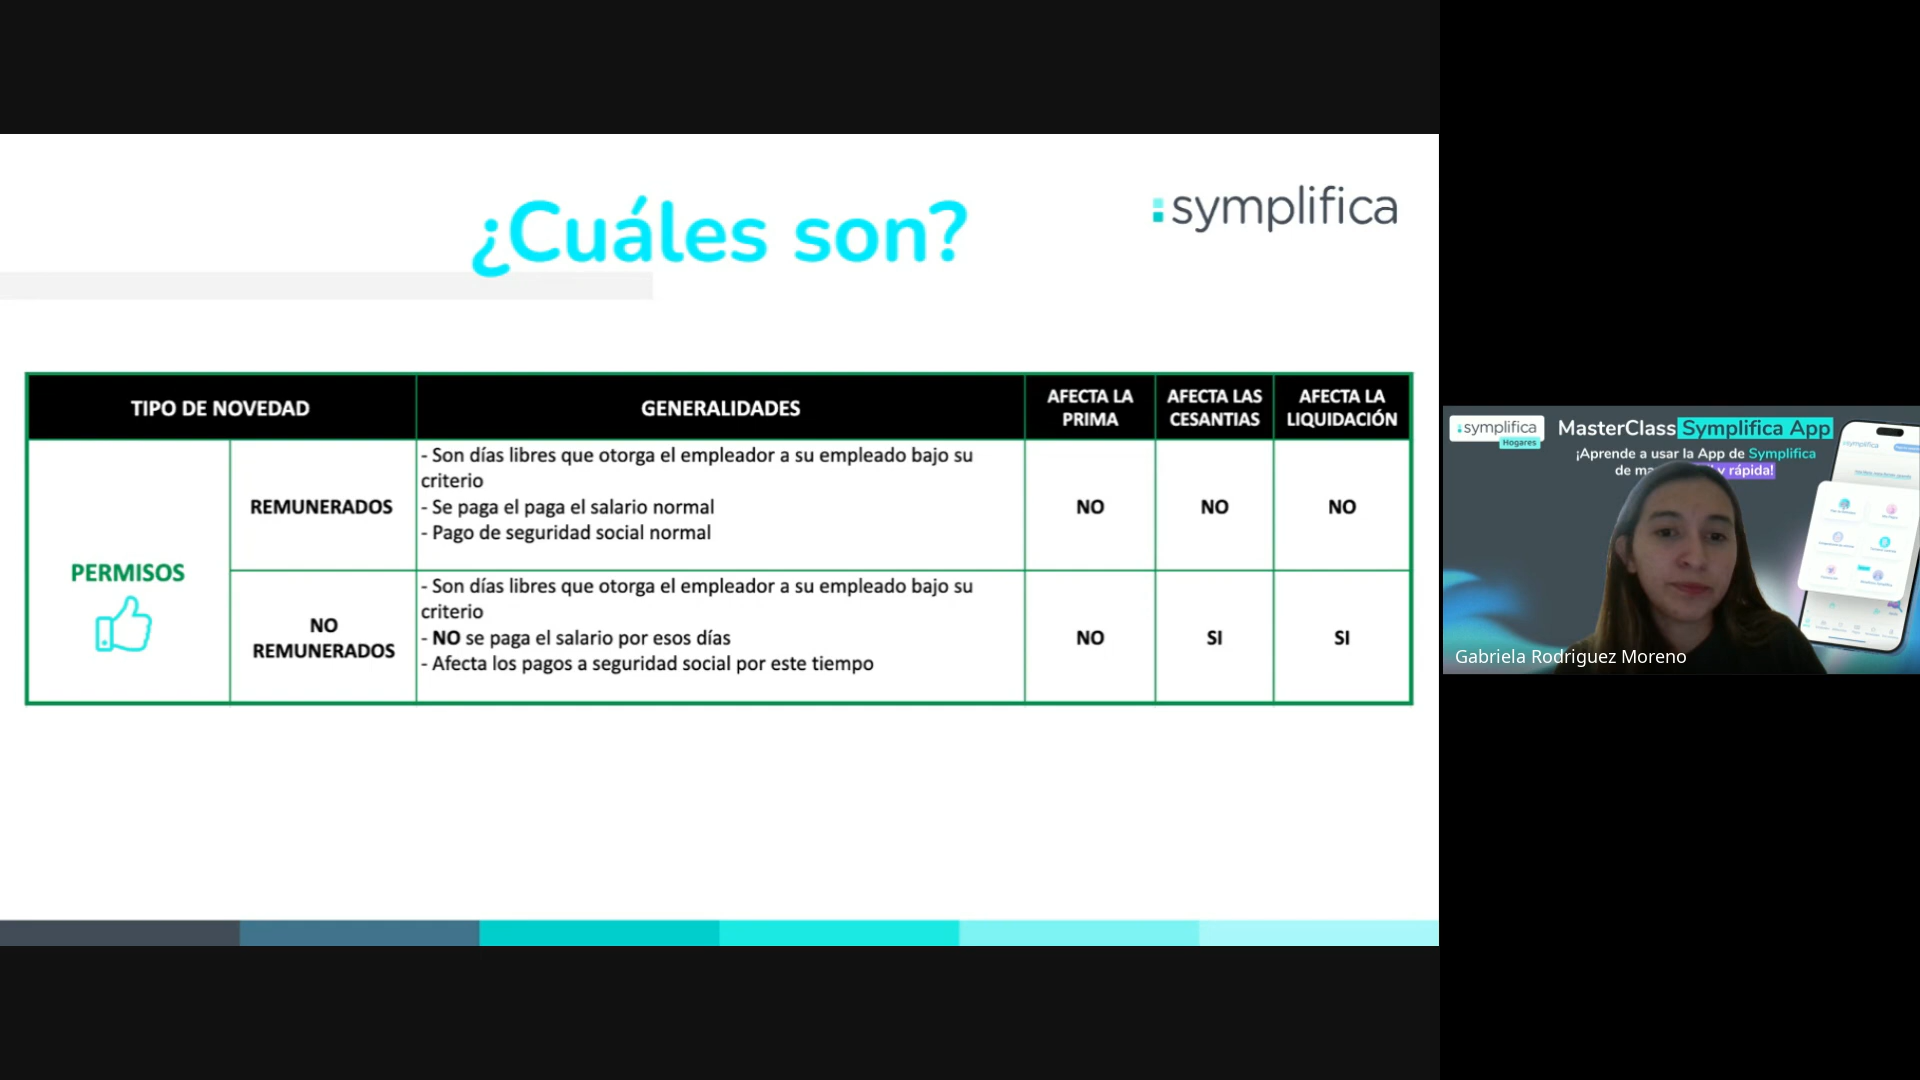 ¿Cuáles son?
:symplifica
TIPO DE NOVEDAD
GENERALIDADES
AFECTA LA
PRIMA
AFECTA LAS
CESANTIAS
AFECTA LA
LIQUIDACIÓN
PERMISOS
REMUNERADOS
- Son días libres que otorga el empleador a su empleado bajo su
criterio
- Se paga el paga el salario normal
- Pago de seguridad social normal
NO
NO
NO
NO
REMUNERADOS
- Son días libres que otorga el empleador a su empleado bajo su
criterio
- NO se paga el salario por esos días
- Afecta los pagos a seguridad social por este tiempo
NO
SI
SI
:symplifica
Hogares
MasterClass Symplifica App
¡Aprende a usar la App de Symplifica
de y rápida!
Gabriela Rodriguez Moreno